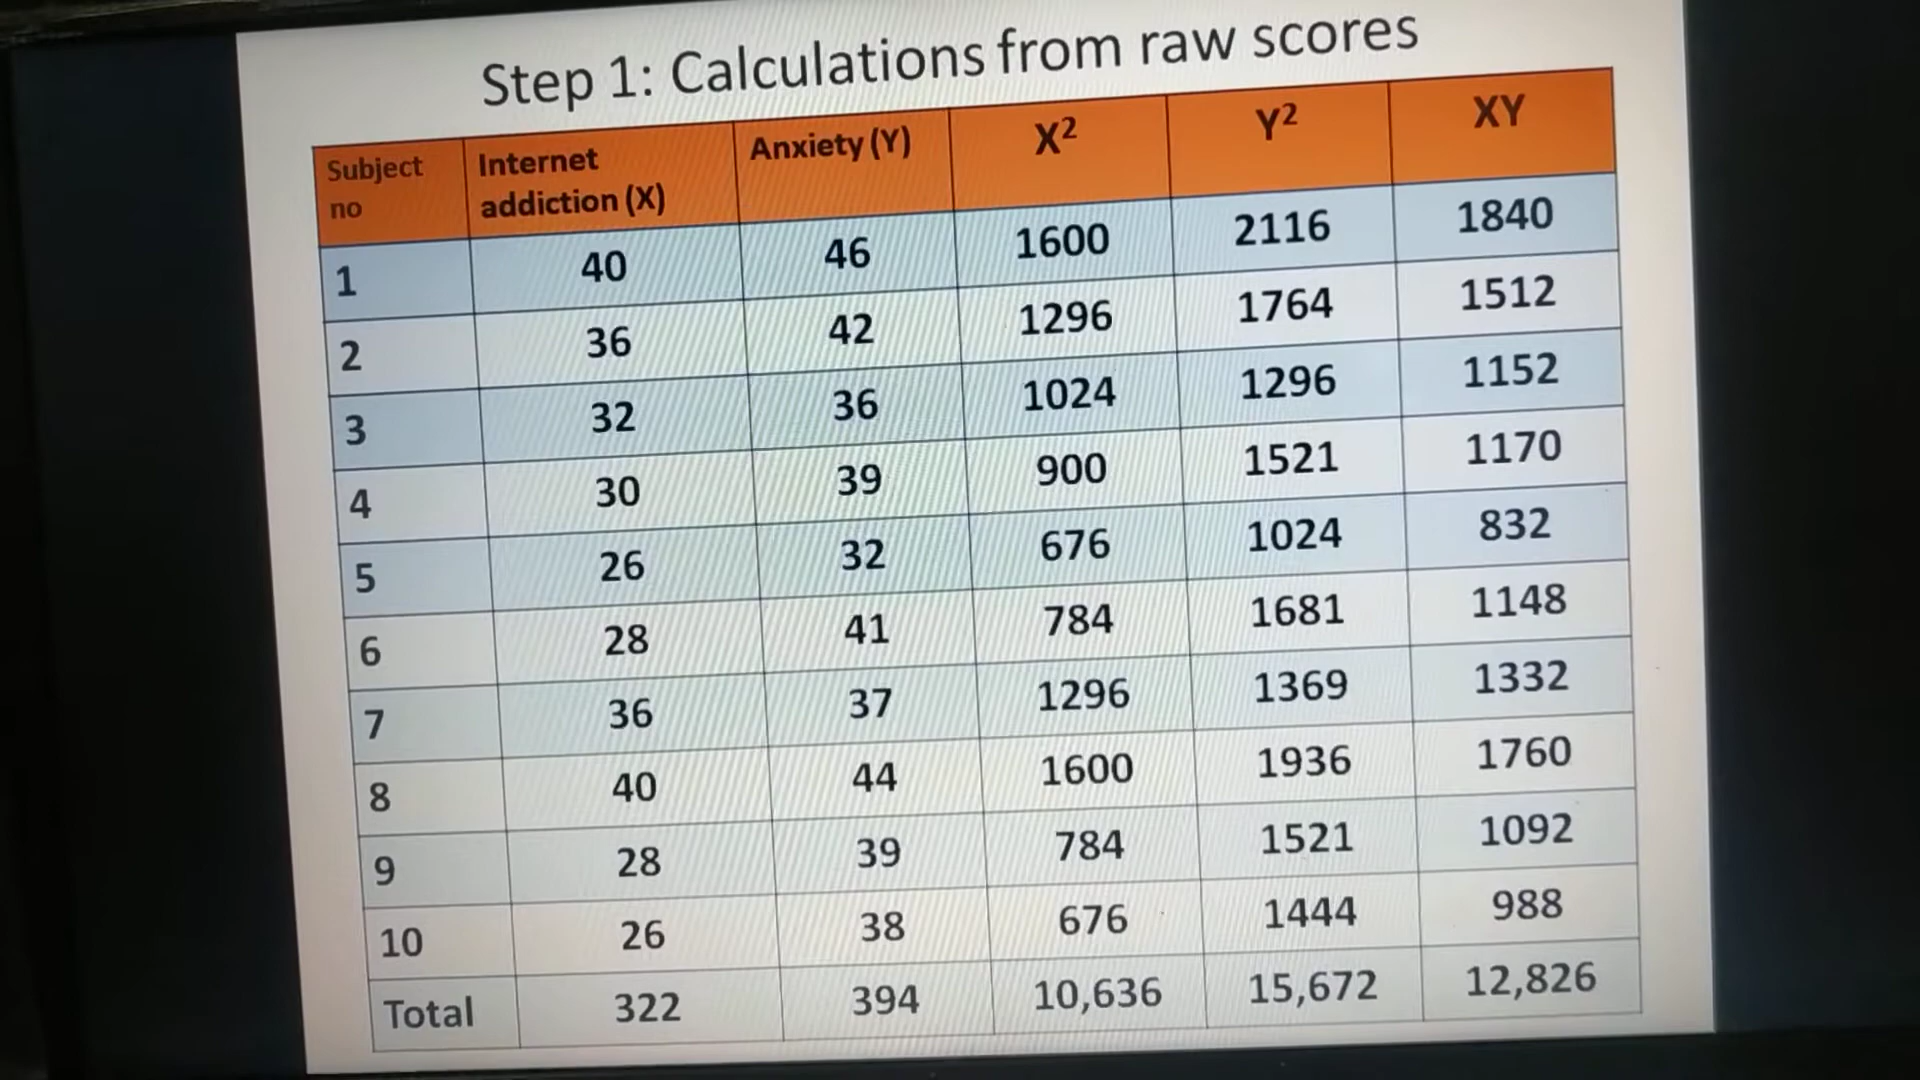 Step 1: Calculations from raw scores
Subject no Internet addiction (X) Anxiety (Y) X² Y² XY
1 40 46 1600 2116 1840
2 36 42 1296 1764 1512
3 32 36 1024 1296 1152
4 30 39 900 1521 1170
5 26 32 676 1024 832
6 28 41 784 1681 1148
7 36 37 1296 1369 1332
8 40 44 1600 1936 1760
9 28 39 784 1521 1092
10 26 38 676 1444 988
Total 322 394 10,636 15,672 12,826